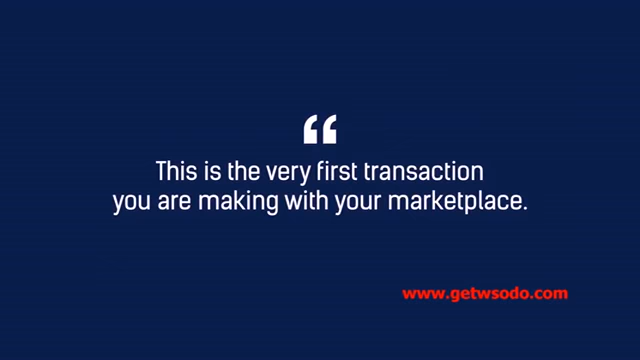 “
This is the very first transaction
you are making with your marketplace.
www.getwsodo.com